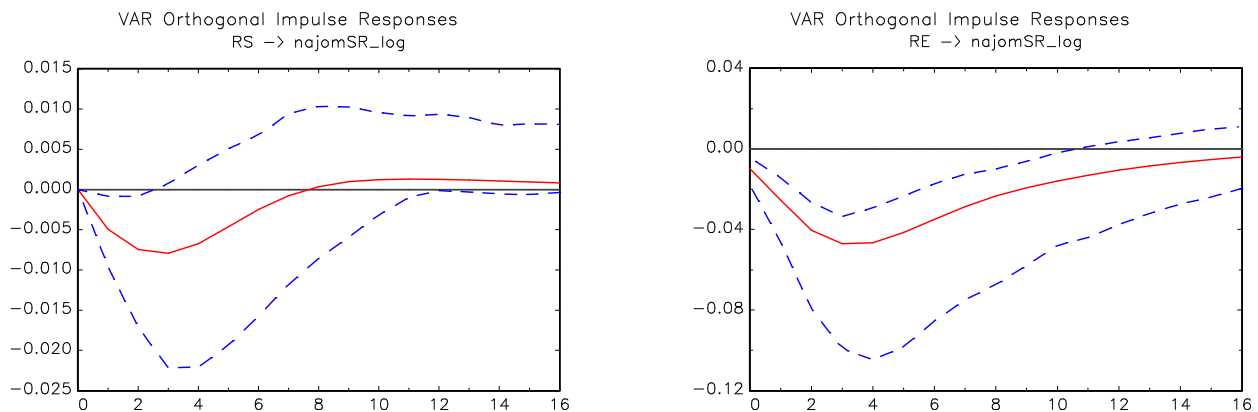 VAR Orthogonal Impulse Responses
RS -> najomSR_log
0.015
0.010
0.005
0.000
-0.005
-0.010
-0.015
-0.020
-0.025
0 2 4 6 8 10 12 14 16
VAR Orthogonal Impulse Responses
RE -> najomSR_log
0.04
0.00
-0.04
-0.08
-0.12
0 2 4 6 8 10 12 14 16